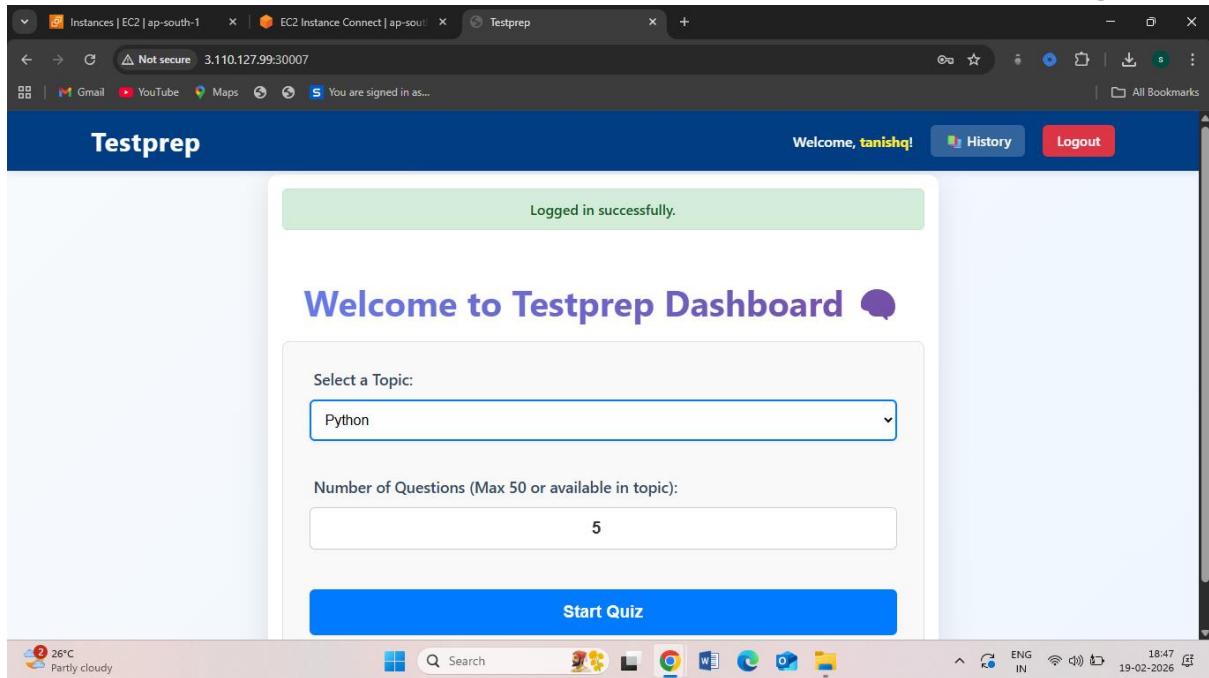 Instances | EC2 | ap-south-1
EC2 Instance Connect | ap-sout
Testprep
Not secure 3.110.127.99:30007
Gmail YouTube Maps You are signed in as... All Bookmarks
Testprep
Welcome, tanishq! History Logout
Logged in successfully.
Welcome to Testprep Dashboard
Select a Topic:
Python
Number of Questions (Max 50 or available in topic):
5
Start Quiz
2
26°C
Partly cloudy
Search
ENG
IN
18:47
19-02-2026